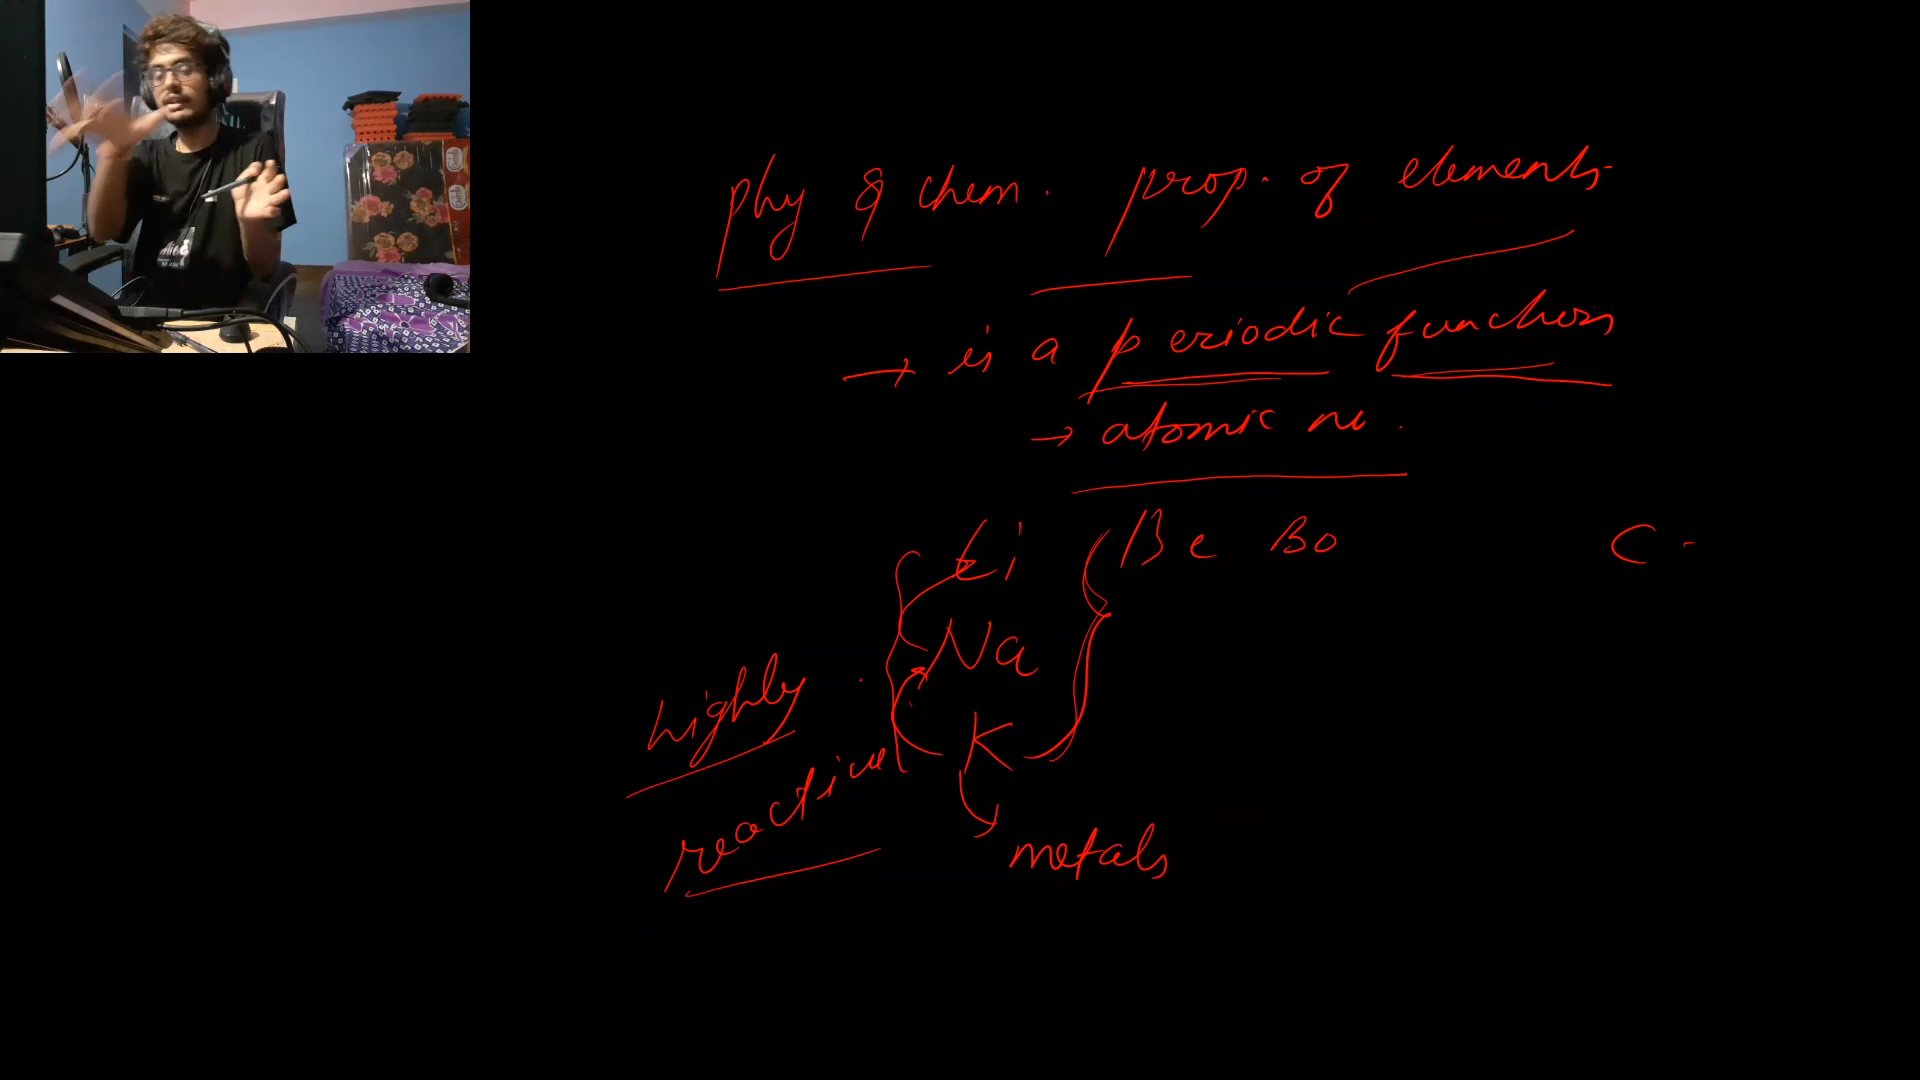 Phy & chem. prop. of elements
→ is a periodic function
→ atomic no.
Li Be Bo C
Na
K
highly
reactive
metals